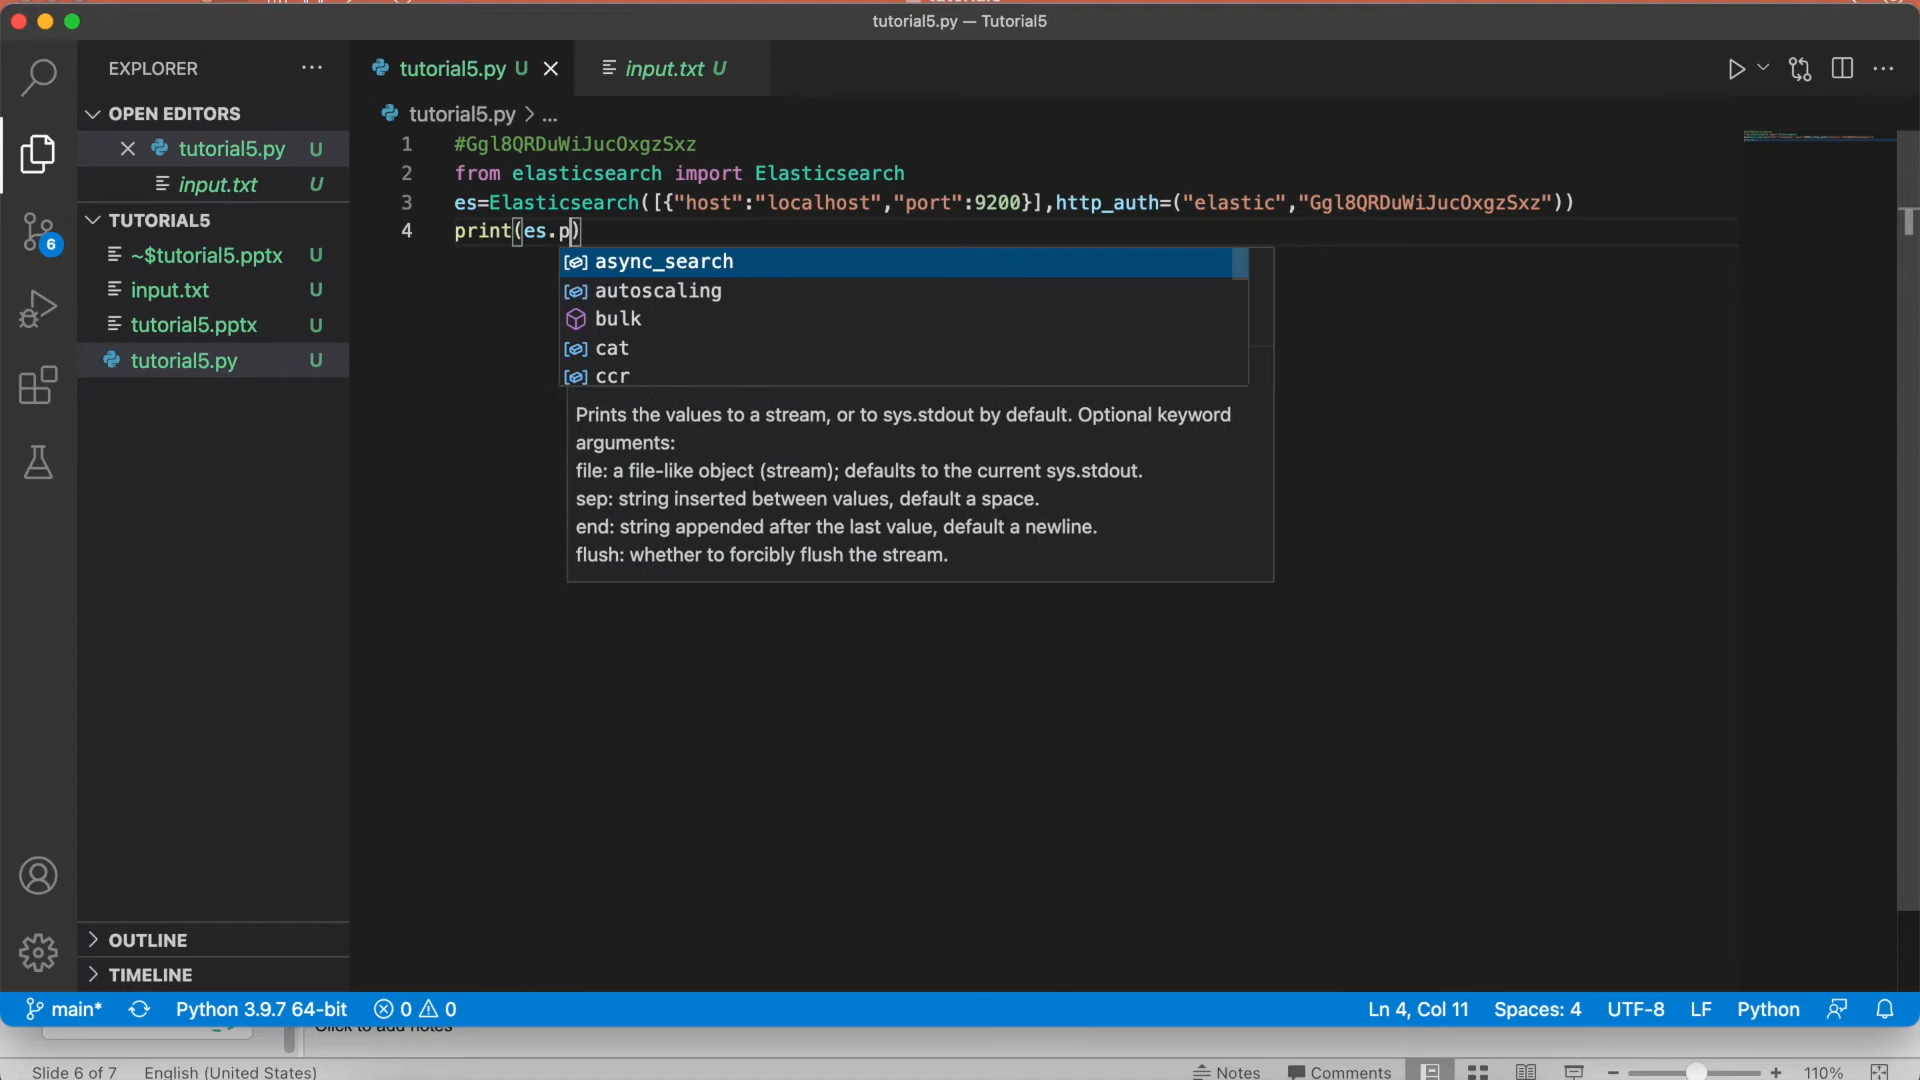 tutorial5.py — Tutorial5
EXPLORER
OPEN EDITORS
tutorial5.py U
input.txt U
TUTORIAL5
~$tutorial5.pptx U
input.txt U
tutorial5.pptx U
tutorial5.py U
OUTLINE
TIMELINE
6
tutorial5.py U
input.txt U
tutorial5.py > ...
1 #Ggl8QRDuWiJucOxgzSxz
2 from elasticsearch import Elasticsearch
3 es=Elasticsearch([{"host":"localhost","port":9200}],http_auth=("elastic","Ggl8QRDuWiJucOxgzSxz"))
4 print(es.p)
async_search
autoscaling
bulk
cat
ccr
Prints the values to a stream, or to sys.stdout by default. Optional keyword
arguments:
file: a file-like object (stream); defaults to the current sys.stdout.
sep: string inserted between values, default a space.
end: string appended after the last value, default a newline.
flush: whether to forcibly flush the stream.
main* Python 3.9.7 64-bit 0 0 Ln 4, Col 11 Spaces: 4 UTF-8 LF Python
Click to add notes
Slide 6 of 7 English (United States) Notes Comments 110%